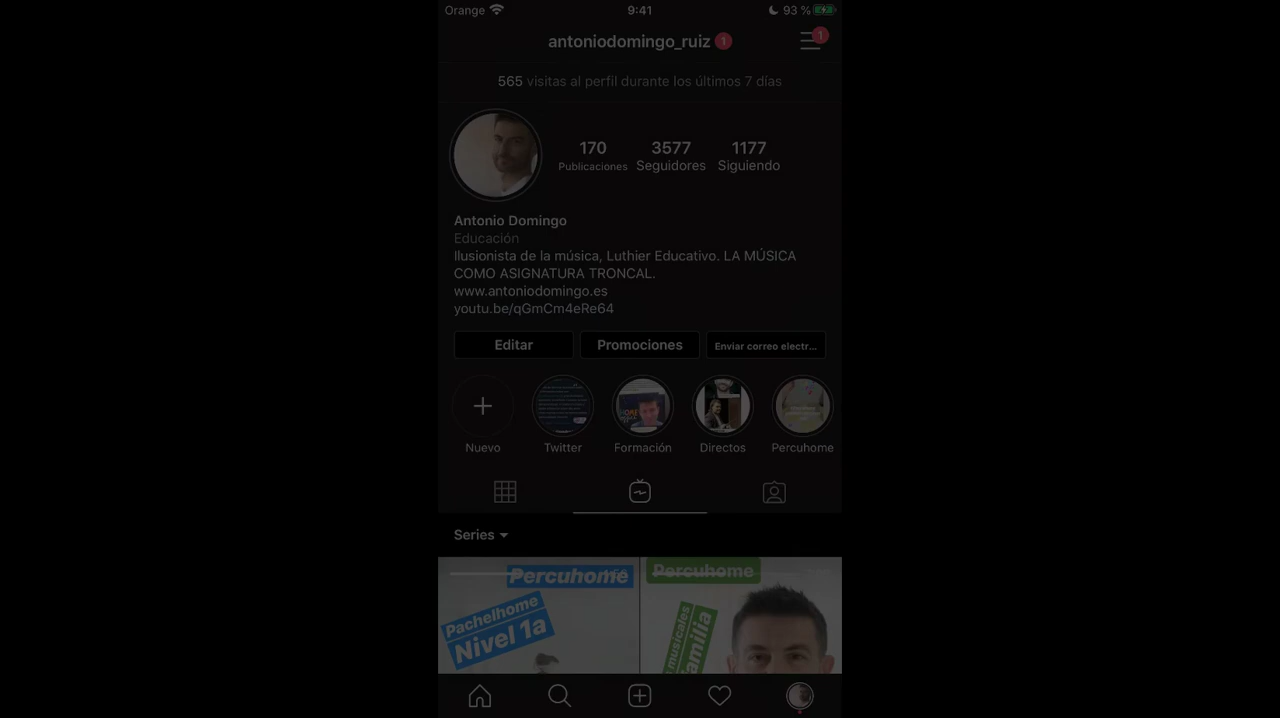 Orange 9:41 93 %
antoniodomingo_ruiz 1 1
565 visitas al perfil durante los últimos 7 días
170 3577 1177
Publicaciones Seguidores Siguiendo
Antonio Domingo
Educación
Ilusionista de la música, Luthier Educativo. LA MÚSICA
COMO ASIGNATURA TRONCAL.
www.antoniodomingo.es
youtu.be/qGmCm4eRe64
Editar Promociones Enviar correo electr...
Nuevo Twitter Formación Directos Percuhome
Series
Percuhome Percuhome
Pachelhome
Nivel 1a
musicales
familia